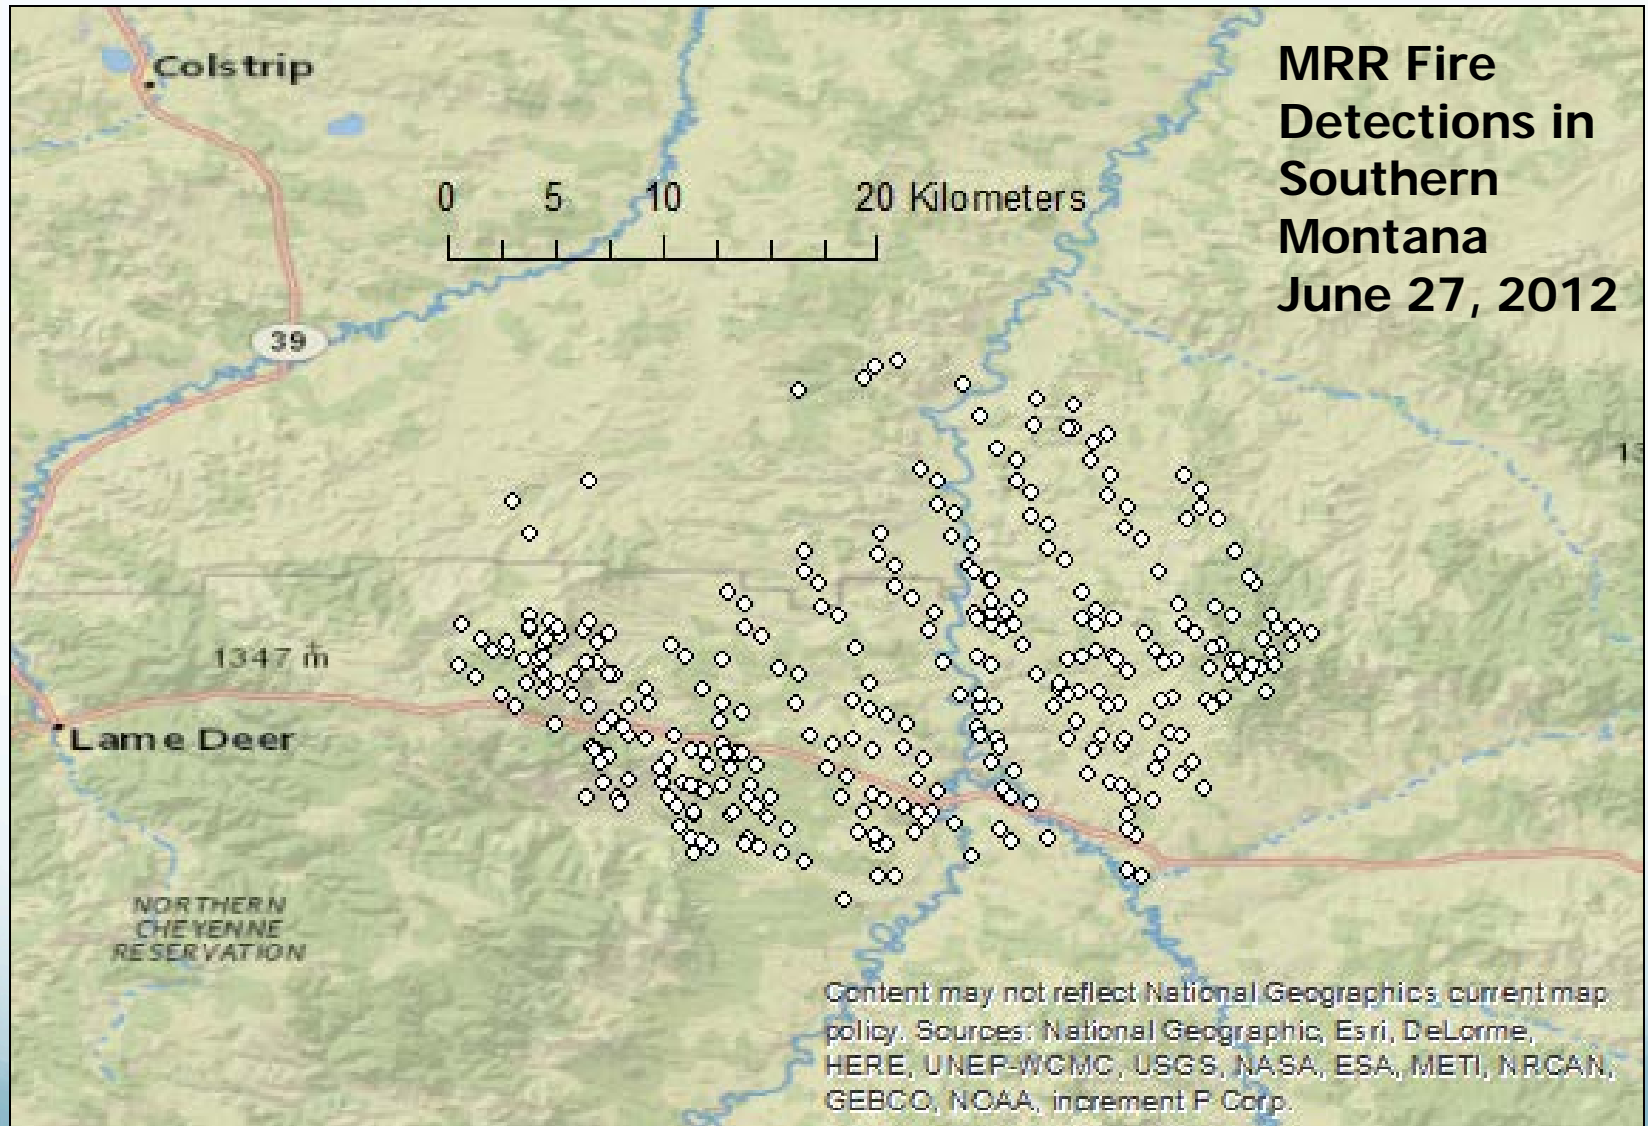 Colstrip
MRR Fire
Detections in
Southern
Montana
June 27, 2012
0 5 10 20 Kilometers
39
13
1347 m
Lame Deer
NORTHERN
CHEYENNE
RESERVATION
Content may not reflect National Geographics current map
policy. Sources: National Geographic, Esri, DeLorme,
HERE, UNEP-WCMC, USGS, NASA, ESA, METI, NRCAN,
GEBCO, NOAA, increment P Corp.